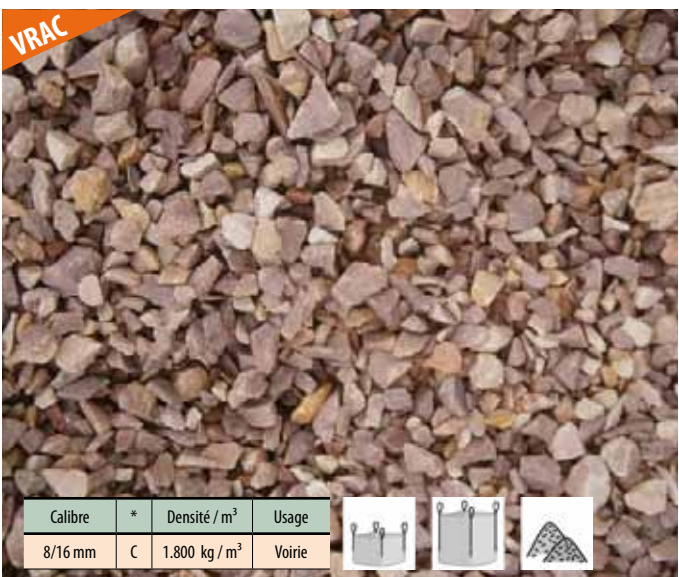 VRAC
Calibre * Densité / m³ Usage
8/16 mm C 1.800 kg / m³ Voirie